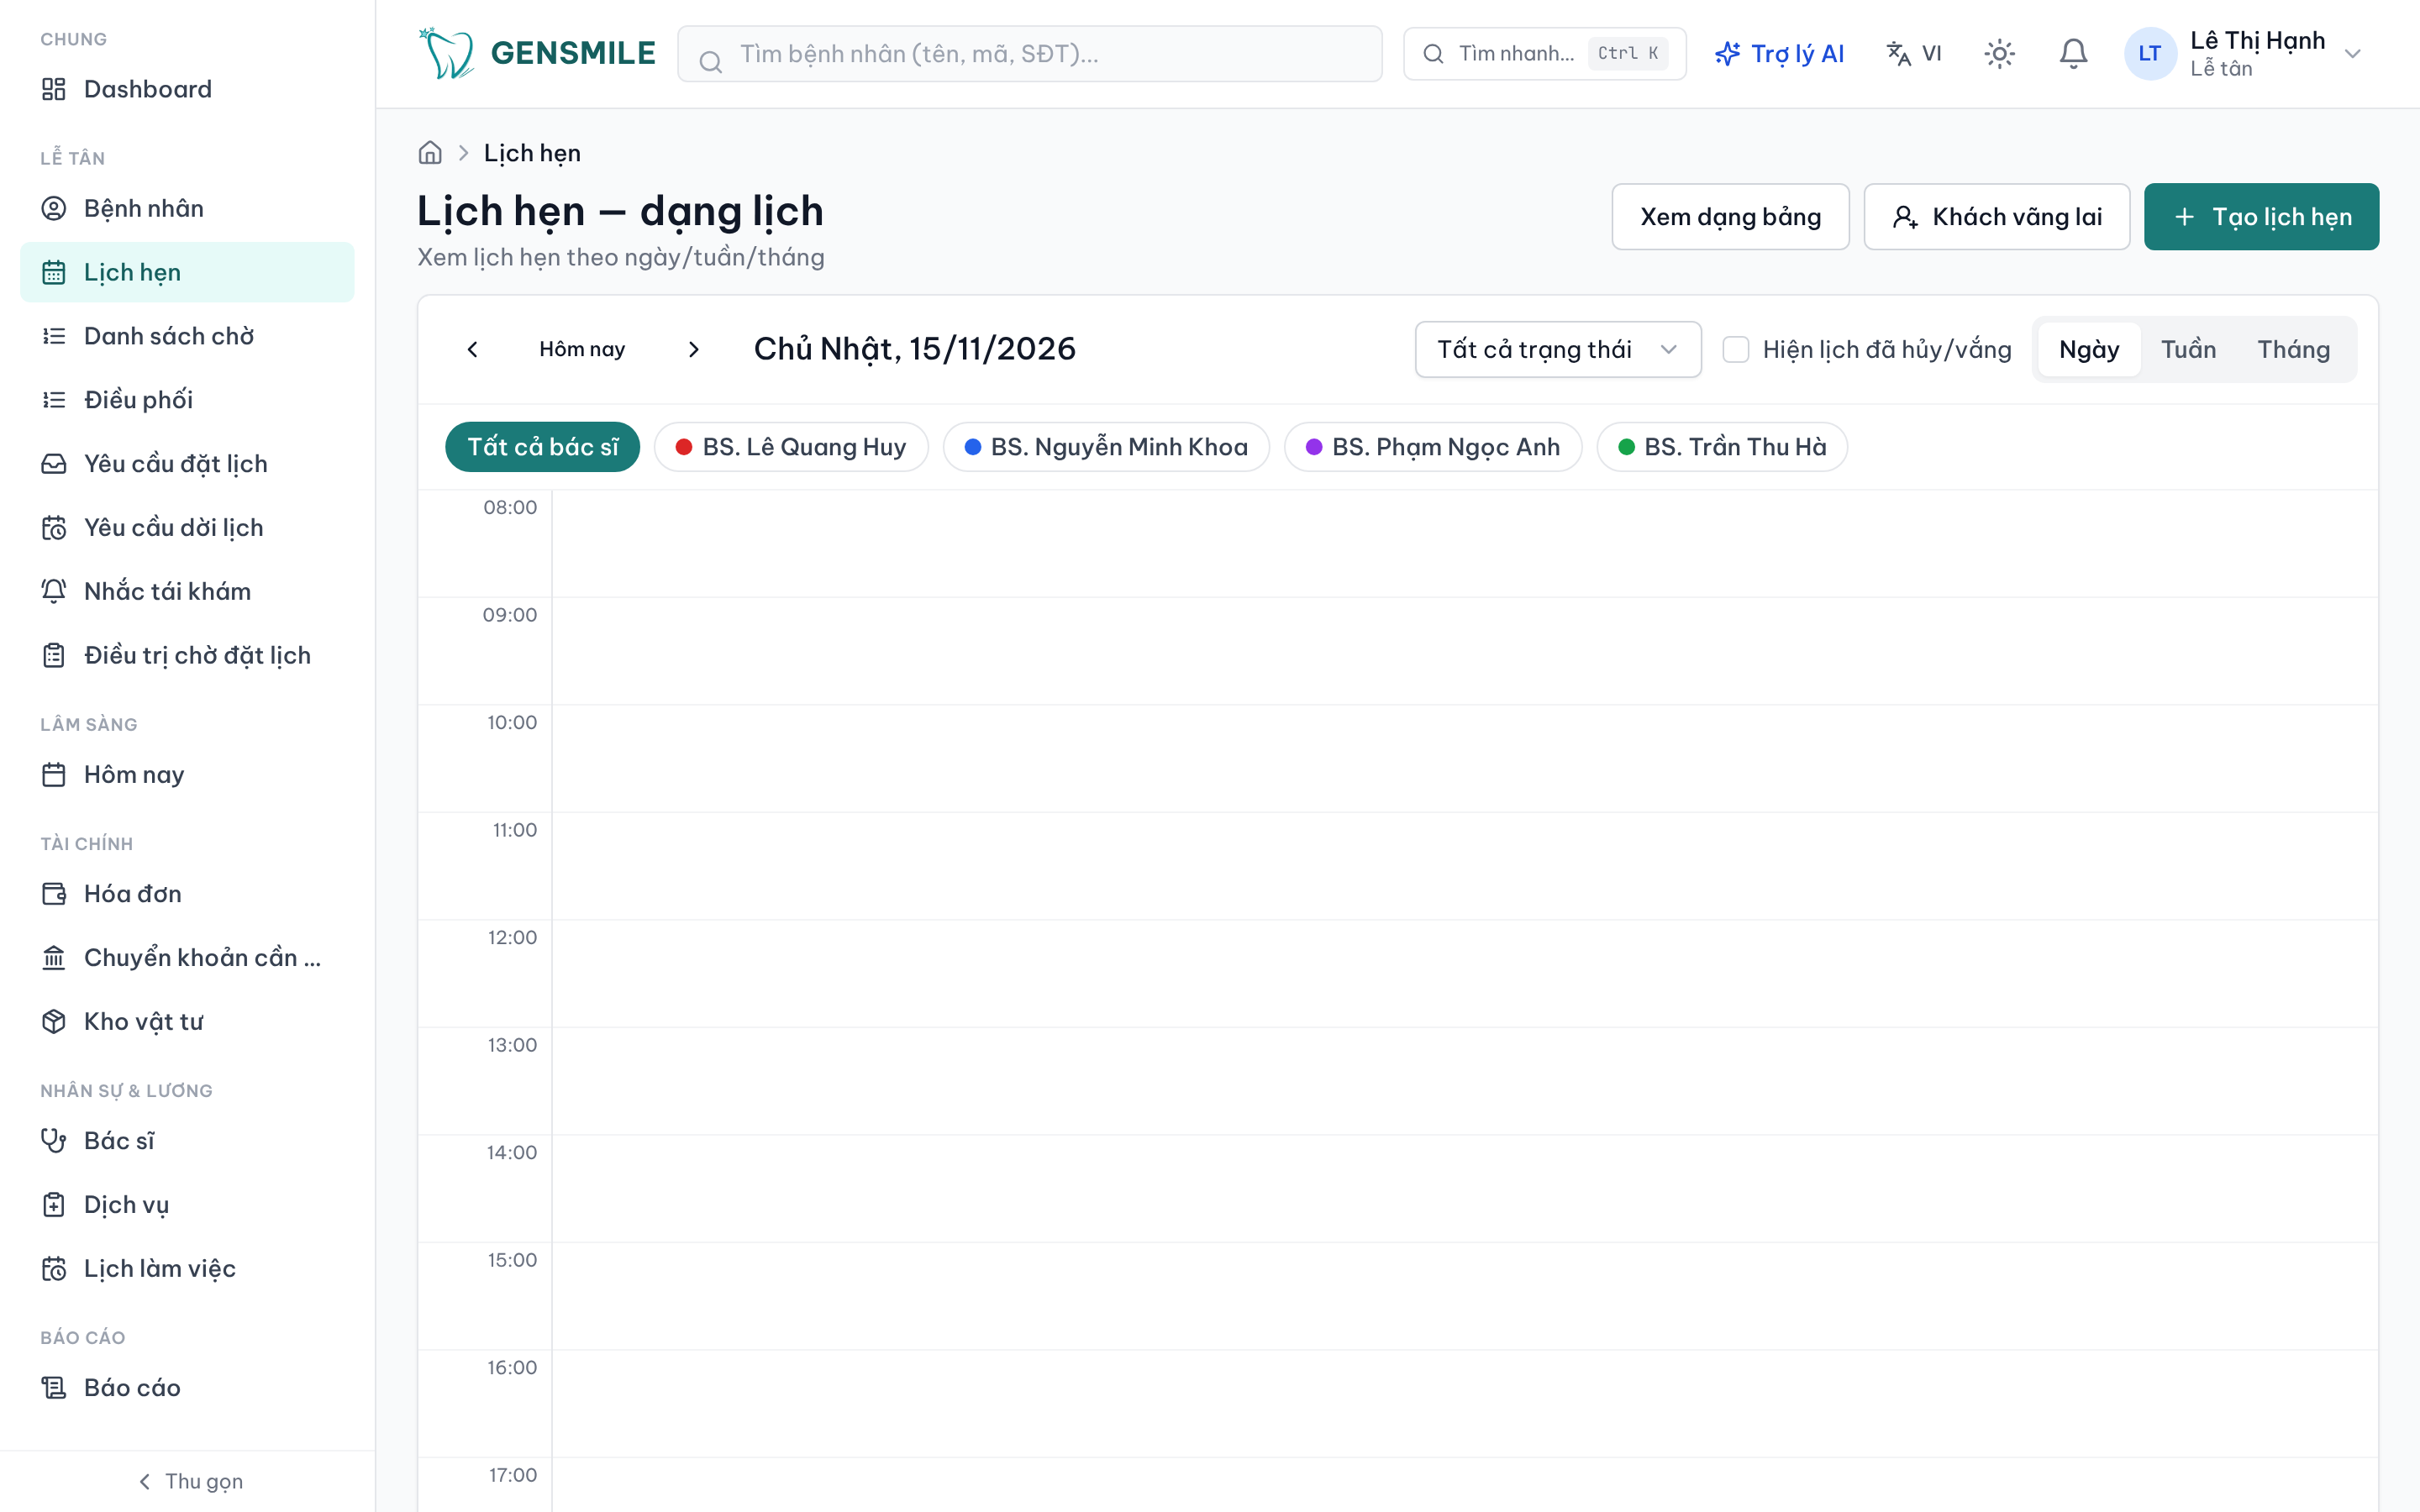 CHUNG
Dashboard
LỄ TÂN
Bệnh nhân
Lịch hẹn
Danh sách chờ
Điều phối
Yêu cầu đặt lịch
Yêu cầu dời lịch
Nhắc tái khám
Điều trị chờ đặt lịch
LÂM SÀNG
Hôm nay
TÀI CHÍNH
Hóa đơn
Chuyển khoản cần ...
Kho vật tư
NHÂN SỰ & LƯƠNG
Bác sĩ
Dịch vụ
Lịch làm việc
BÁO CÁO
Báo cáo
Thu gọn
GENSMILE
Tìm bệnh nhân (tên, mã, SĐT)...
Tìm nhanh... Ctrl K
Trợ lý AI
VI
LT
Lê Thị Hạnh
Lễ tân
Lịch hẹn
Lịch hẹn — dạng lịch
Xem lịch hẹn theo ngày/tuần/tháng
Xem dạng bảng
Khách vãng lai
Tạo lịch hẹn
Hôm nay
Chủ Nhật, 15/11/2026
Tất cả trạng thái
Hiện lịch đã hủy/vắng
Ngày Tuần Tháng
Tất cả bác sĩ
BS. Lê Quang Huy
BS. Nguyễn Minh Khoa
BS. Phạm Ngọc Anh
BS. Trần Thu Hà
08:00
09:00
10:00
11:00
12:00
13:00
14:00
15:00
16:00
17:00